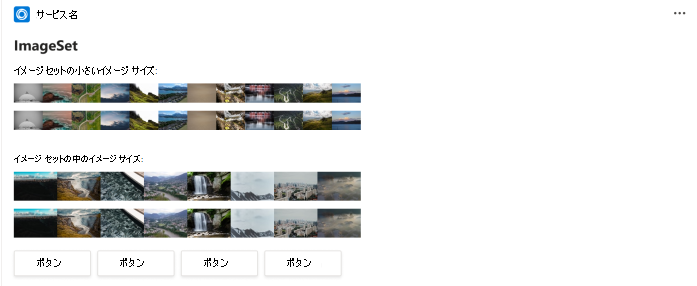 サービス名
ImageSet
イメージ セットの小さいイメージ サイズ:
イメージ セットの中のイメージ サイズ:
ボタン ボタン ボタン ボタン